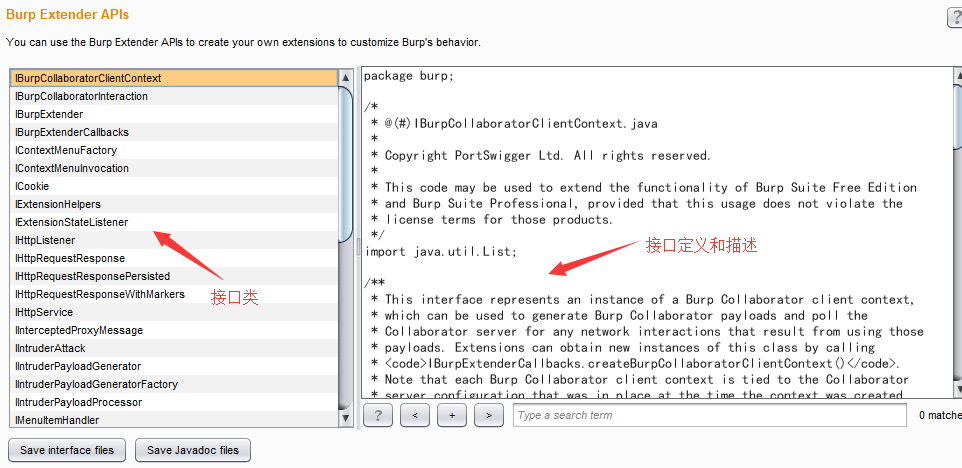 Burp Extender APIs
?
You can use the Burp Extender APIs to create your own extensions to customize Burp's behavior.
IBurpCollaboratorClientContext
IBurpCollaboratorInteraction
IBurpExtender
IBurpExtenderCallbacks
IContextMenuFactory
IContextMenuInvocation
ICookie
IExtensionHelpers
IExtensionStateListener
IHttpListener
IHttpRequestResponse
IHttpRequestResponsePersisted
IHttpRequestResponseWithMarkers
IHttpService
IInterceptedProxyMessage
IIntruderAttack
IIntruderPayloadGenerator
IIntruderPayloadGeneratorFactory
IIntruderPayloadProcessor
IMenuItemHandler
接口类
package burp;
/*
* @(#)IBurpCollaboratorClientContext.java
*
* Copyright PortSwigger Ltd. All rights reserved.
*
* This code may be used to extend the functionality of Burp Suite Free Edition
* and Burp Suite Professional, provided that this usage does not violate the
* license terms for those products.
*/
import java.util.List;
接口定义和描述
/**
* This interface represents an instance of a Burp Collaborator client context,
* which can be used to generate Burp Collaborator payloads and poll the
* Collaborator server for any network interactions that result from using those
* payloads. Extensions can obtain new instances of this class by calling
* <code>IBurpExtenderCallbacks.createBurpCollaboratorClientContext()</code>.
* Note that each Burp Collaborator client context is tied to the Collaborator
* server configuration that was in place at the time the context was created.
? < + > Type a search term 0 matche
Save interface files Save Javadoc files